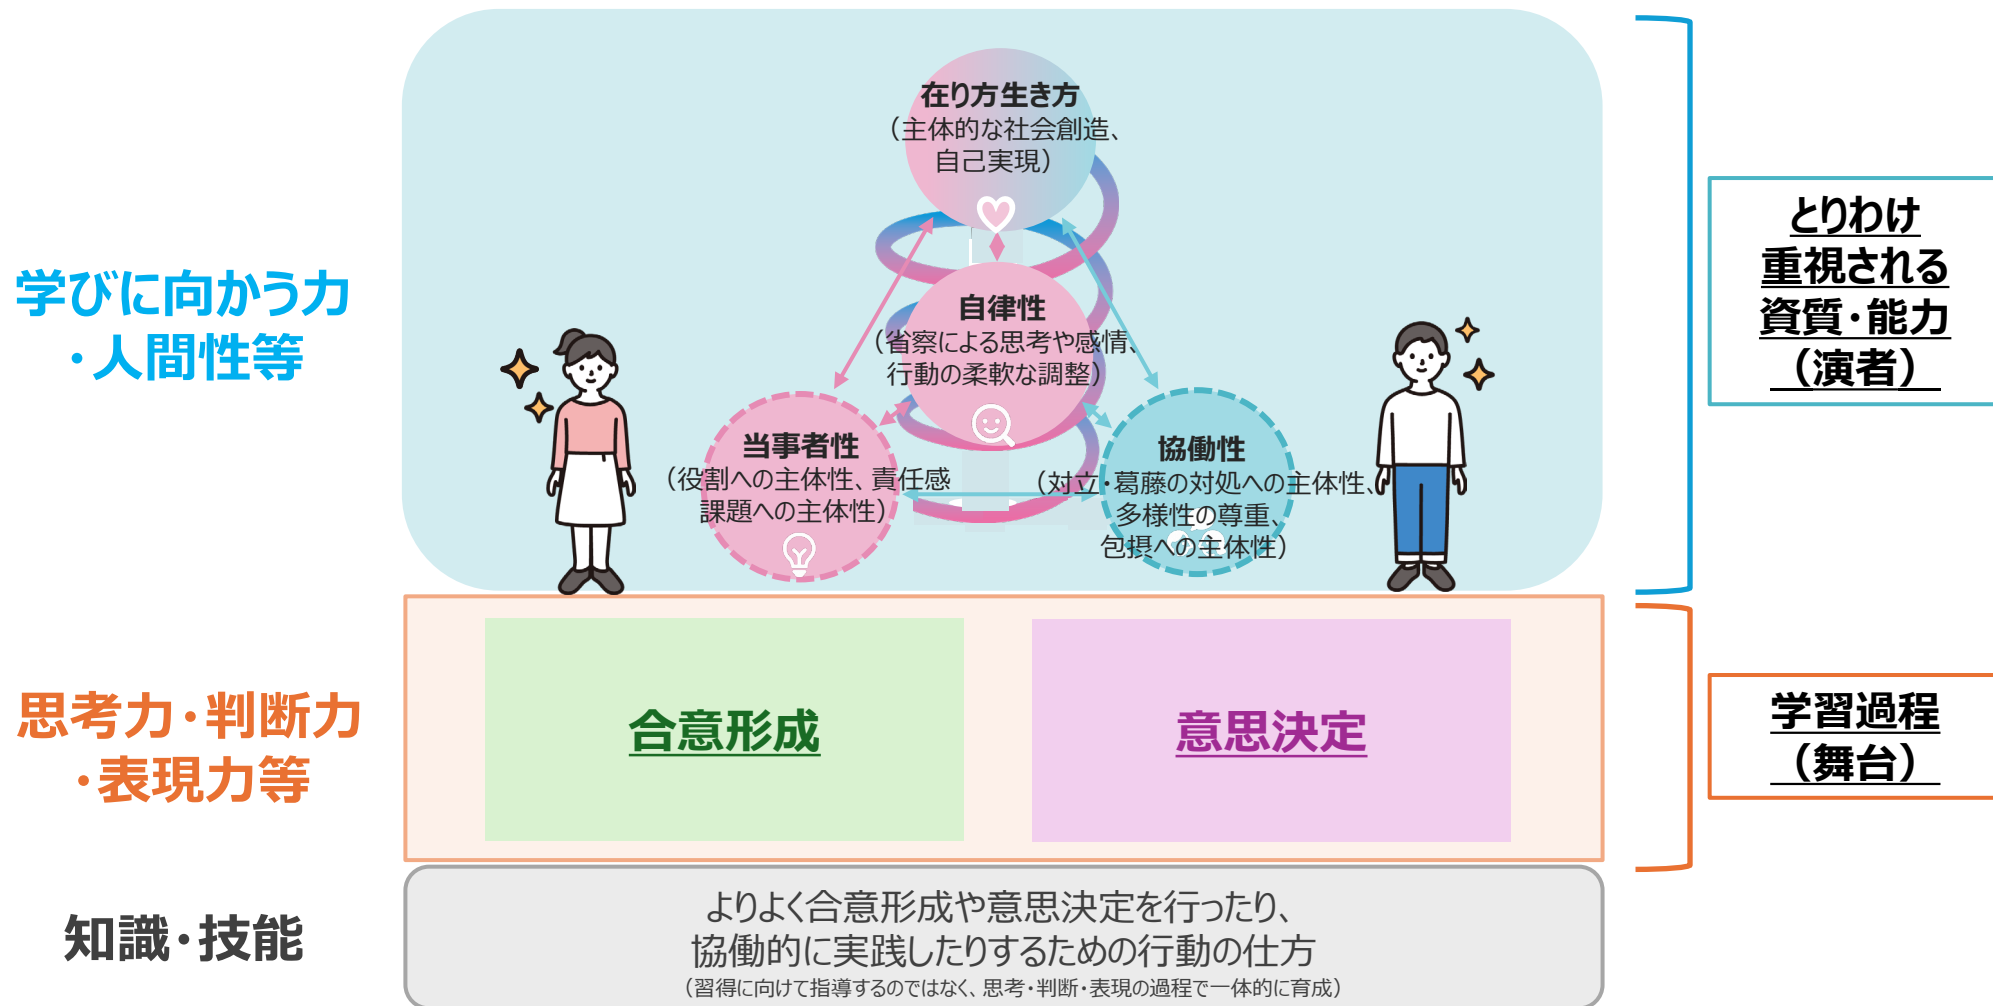 在り方生き方
（主体的な社会創造、
自己実現）
自律性
（省察による思考や感情、
行動の柔軟な調整）
当事者性
（役割への主体性、責任感
課題への主体性）
協働性
（対立・葛藤の対処への主体性、
多様性の尊重、
包摂への主体性）
学びに向かう力
・人間性等
とりわけ
重視される
資質・能力
（演者）
思考力・判断力
・表現力等
合意形成
意思決定
学習過程
（舞台）
知識・技能
よりよく合意形成や意思決定を行ったり、
協働的に実践したりするための行動の仕方
（習得に向けて指導するのではなく、思考・判断・表現の過程で一体的に育成）